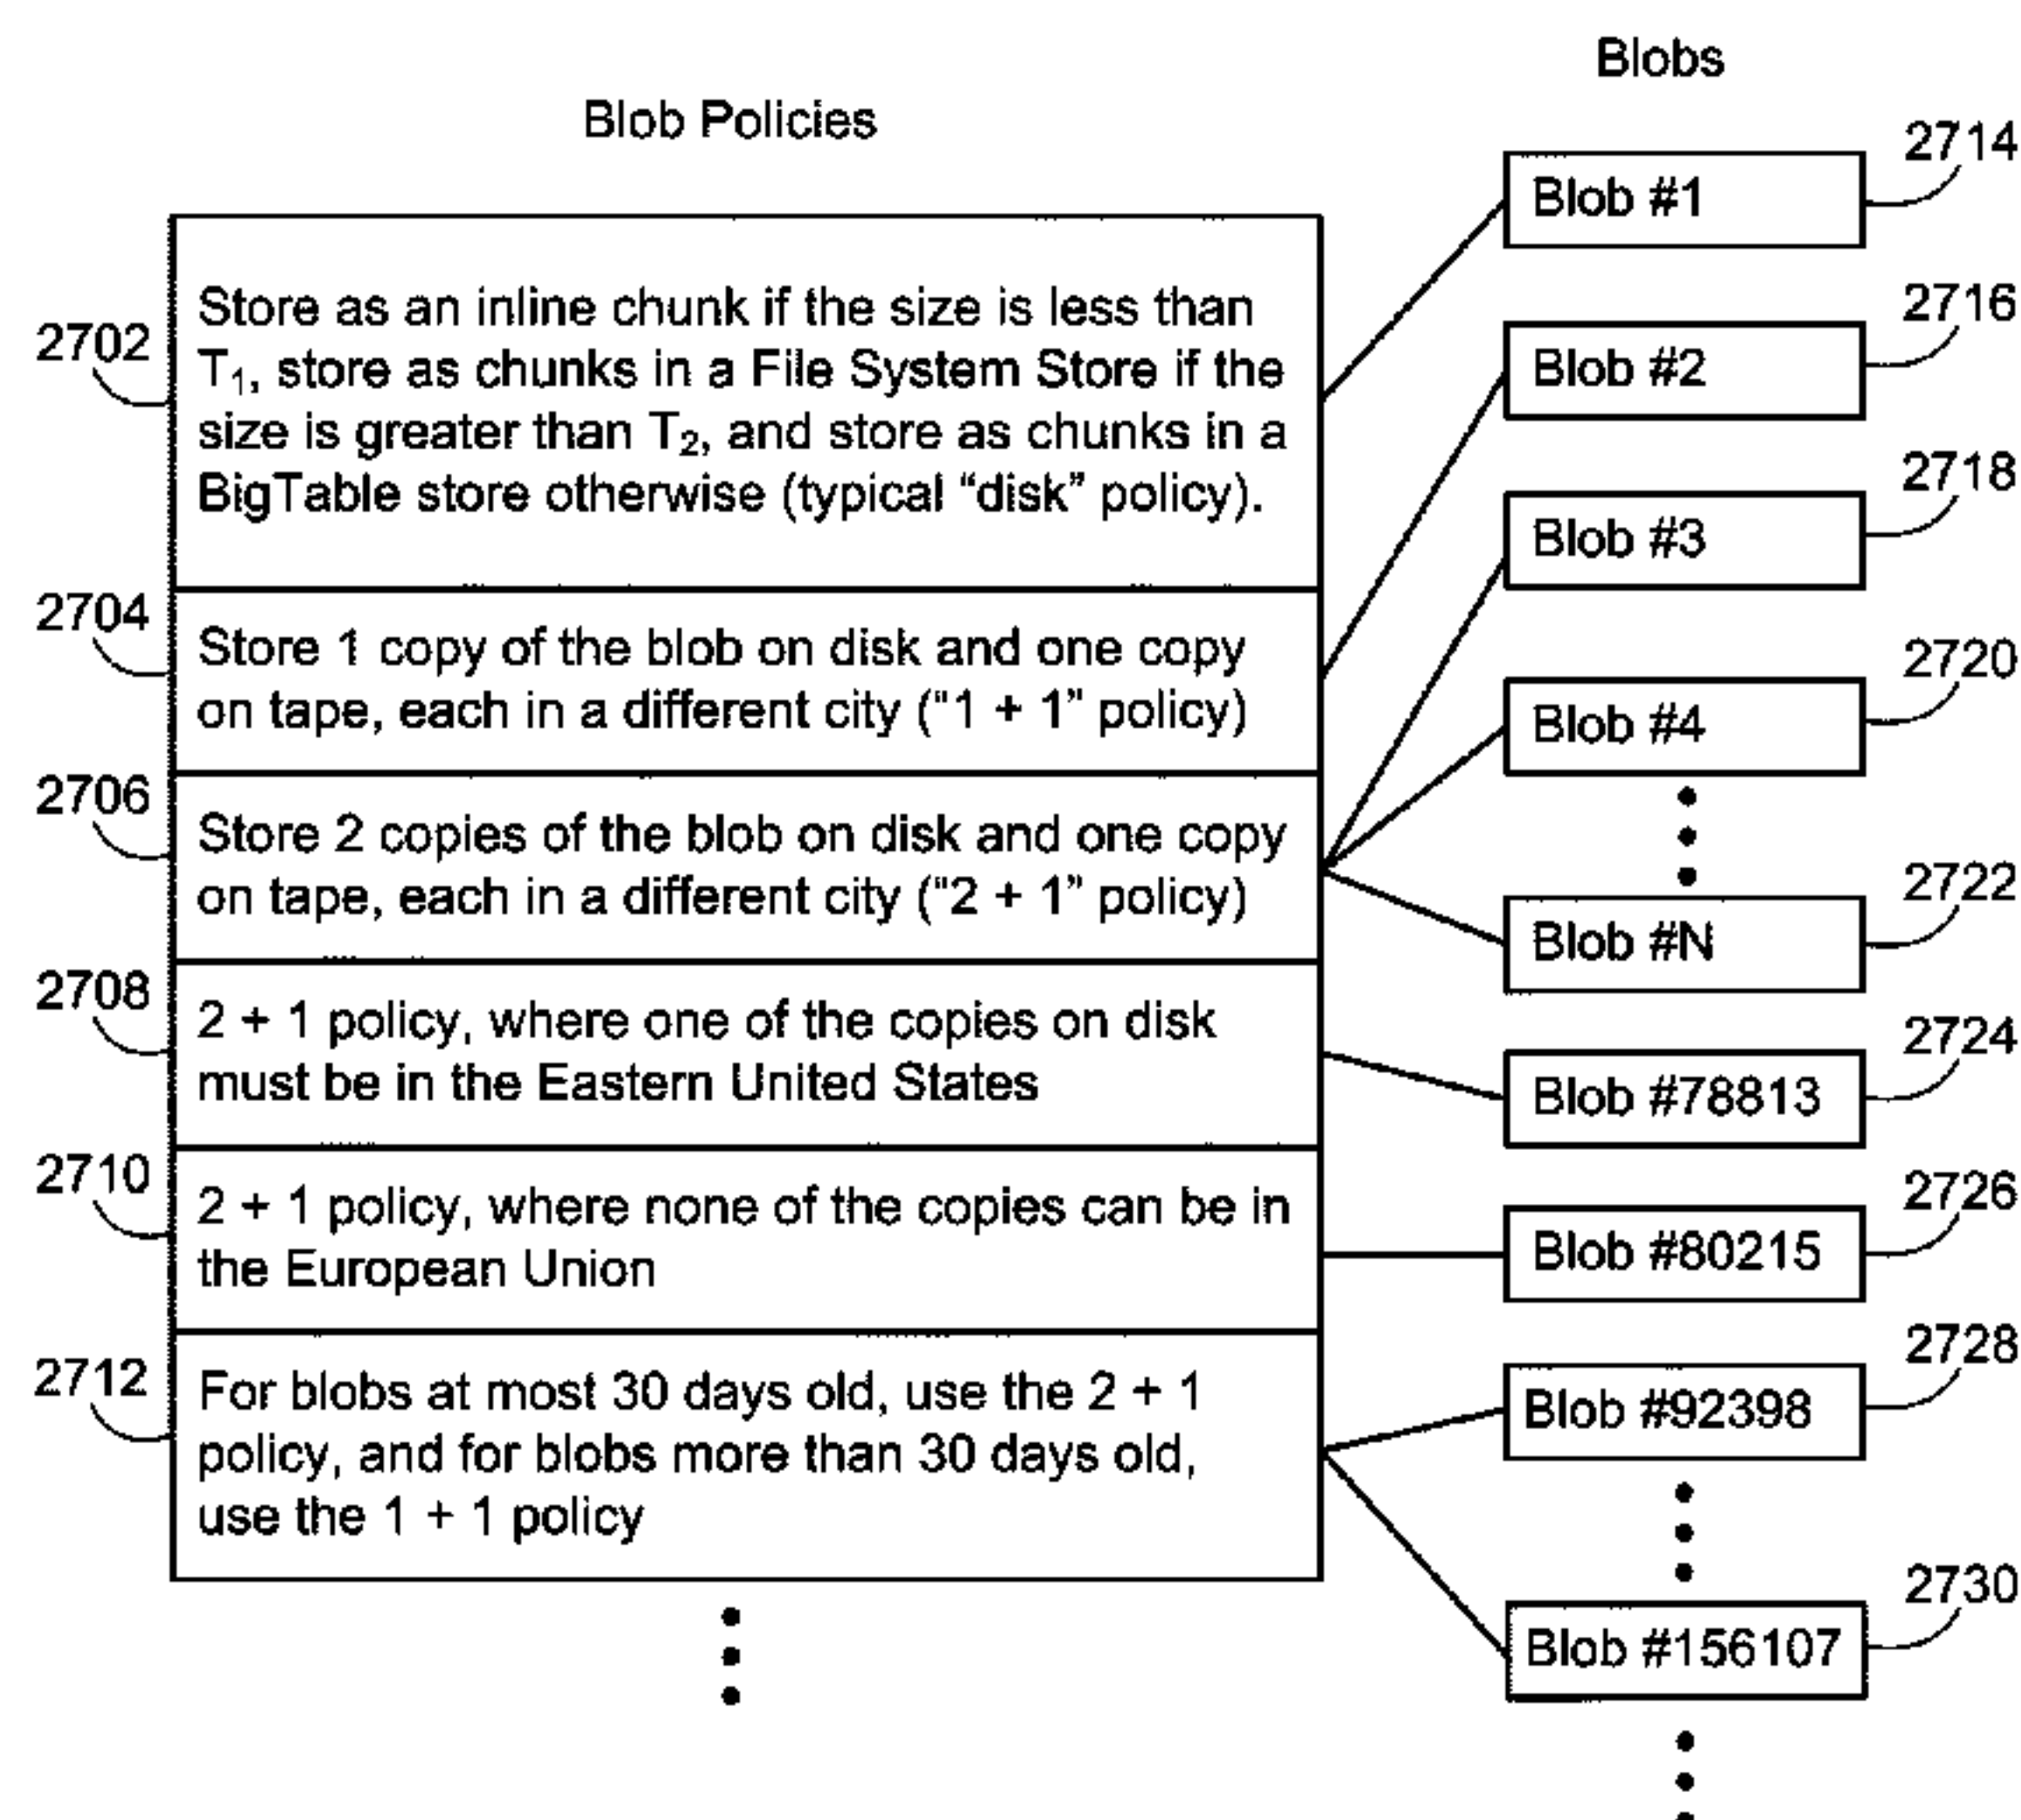 Blobs
Blob Policies
2702
Store as an inline chunk if the size is less than
T₁, store as chunks in a File System Store if the
size is greater than T₂, and store as chunks in a
BigTable store otherwise (typical “disk” policy).
2704
Store 1 copy of the blob on disk and one copy
on tape, each in a different city (“1 + 1” policy)
2706
Store 2 copies of the blob on disk and one copy
on tape, each in a different city (“2 + 1” policy)
2708
2 + 1 policy, where one of the copies on disk
must be in the Eastern United States
2710
2 + 1 policy, where none of the copies can be in
the European Union
2712
For blobs at most 30 days old, use the 2 + 1
policy, and for blobs more than 30 days old,
use the 1 + 1 policy
2714
Blob #1
2716
Blob #2
2718
Blob #3
2720
Blob #4
2722
Blob #N
2724
Blob #78813
2726
Blob #80215
2728
Blob #92398
2730
Blob #156107